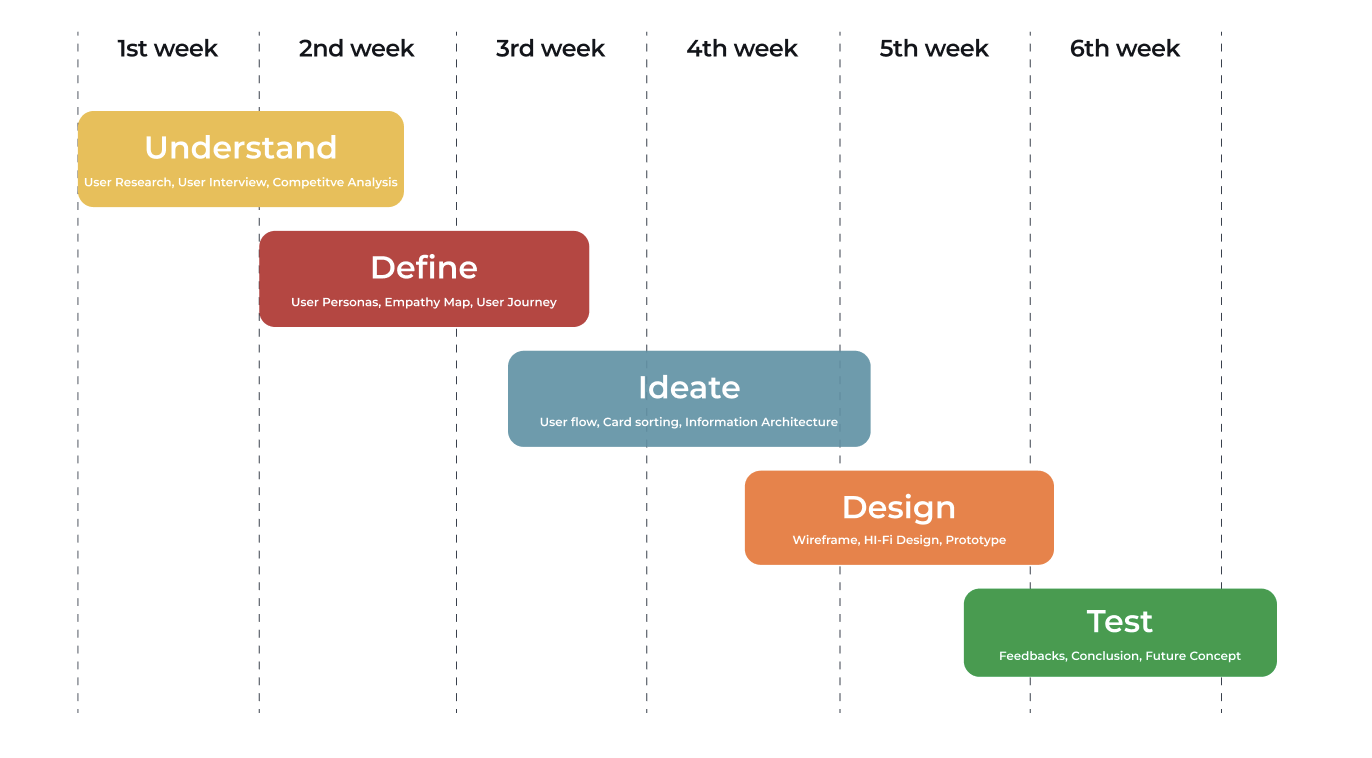 1st week
2nd week
3rd week
4th week
5th week
6th week
Understand
User Research, User Interview, Competitve Analysis
Define
User Personas, Empathy Map, User Journey
Ideate
User flow, Card sorting, Information Architecture
Design
Wireframe, HI-Fi Design, Prototype
Test
Feedbacks, Conclusion, Future Concept